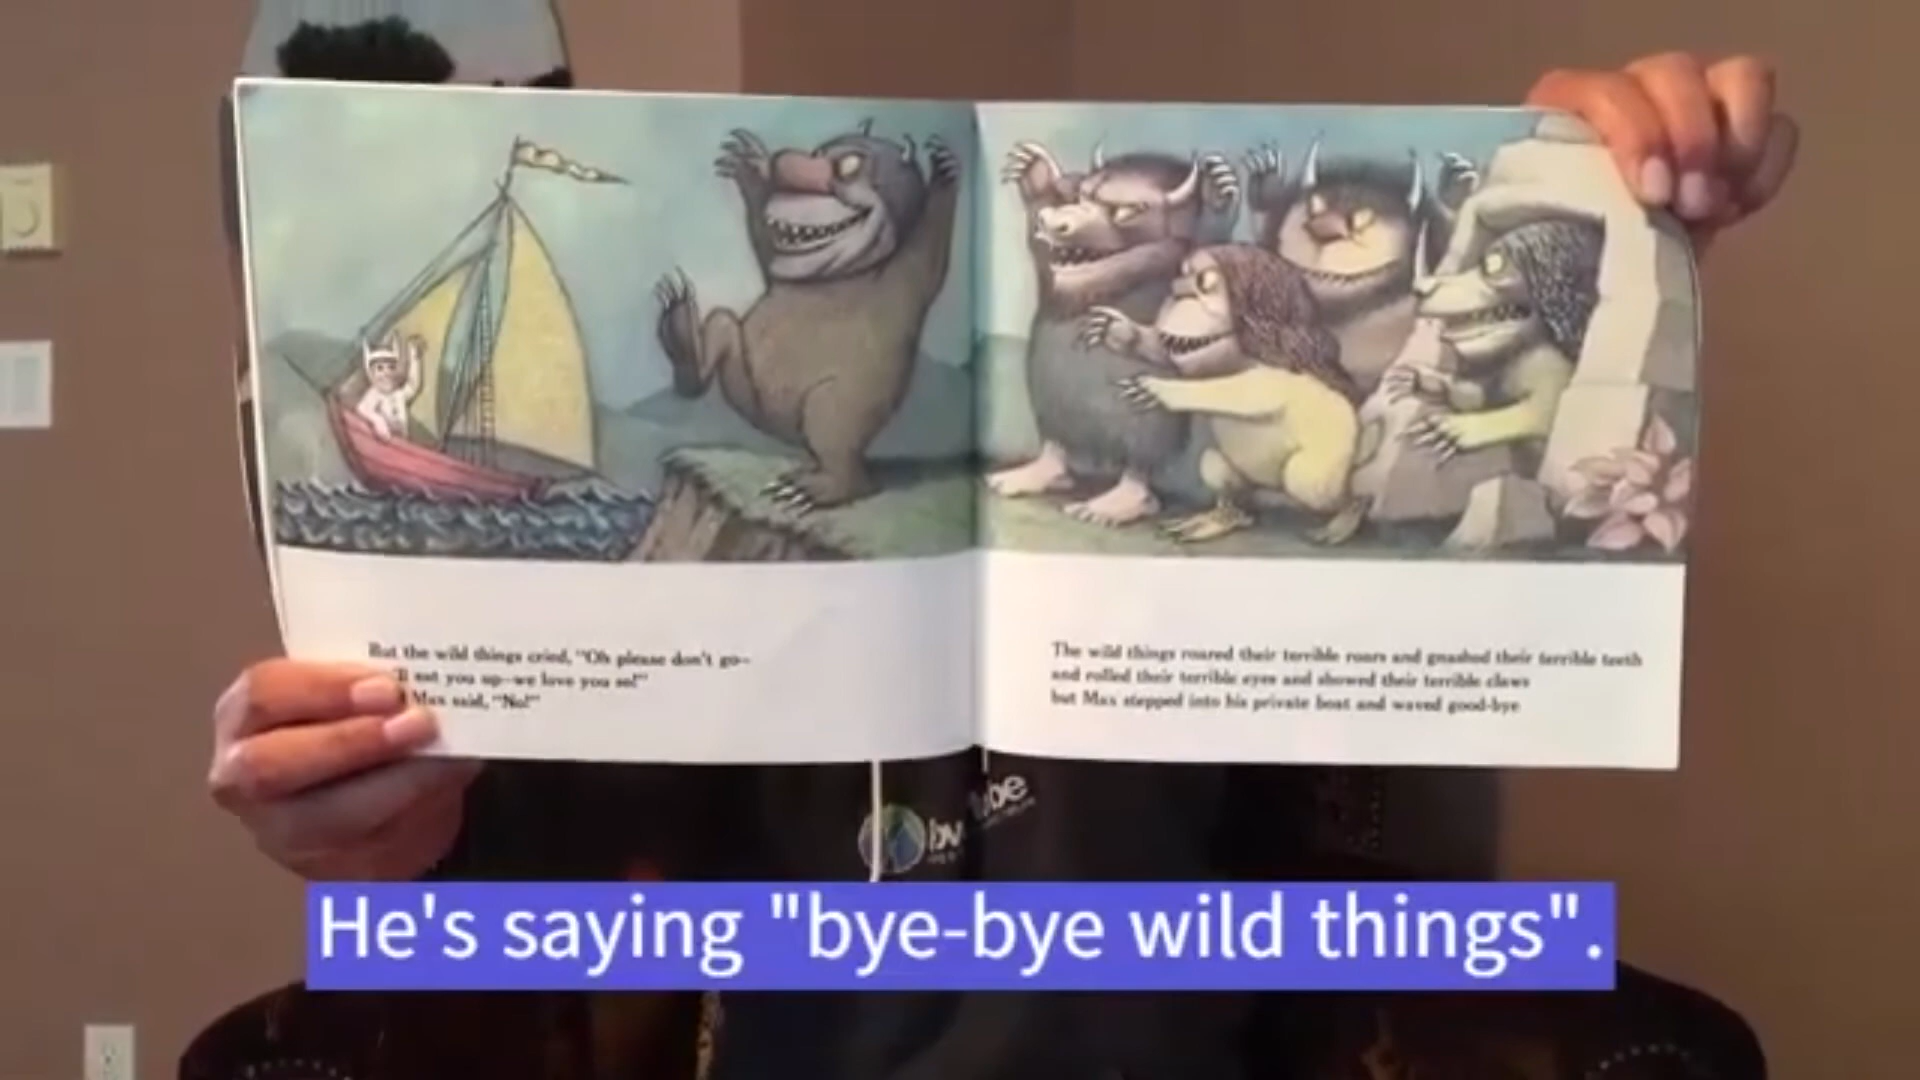 But the wild things cried, "Oh please don't go—
eat you up—we love you so!"
Max said, "No!"
The wild things roared their terrible roars and gnashed their terrible teeth
and rolled their terrible eyes and showed their terrible claws
but Max stepped into his private boat and waved good-bye
He's saying "bye-bye wild things".